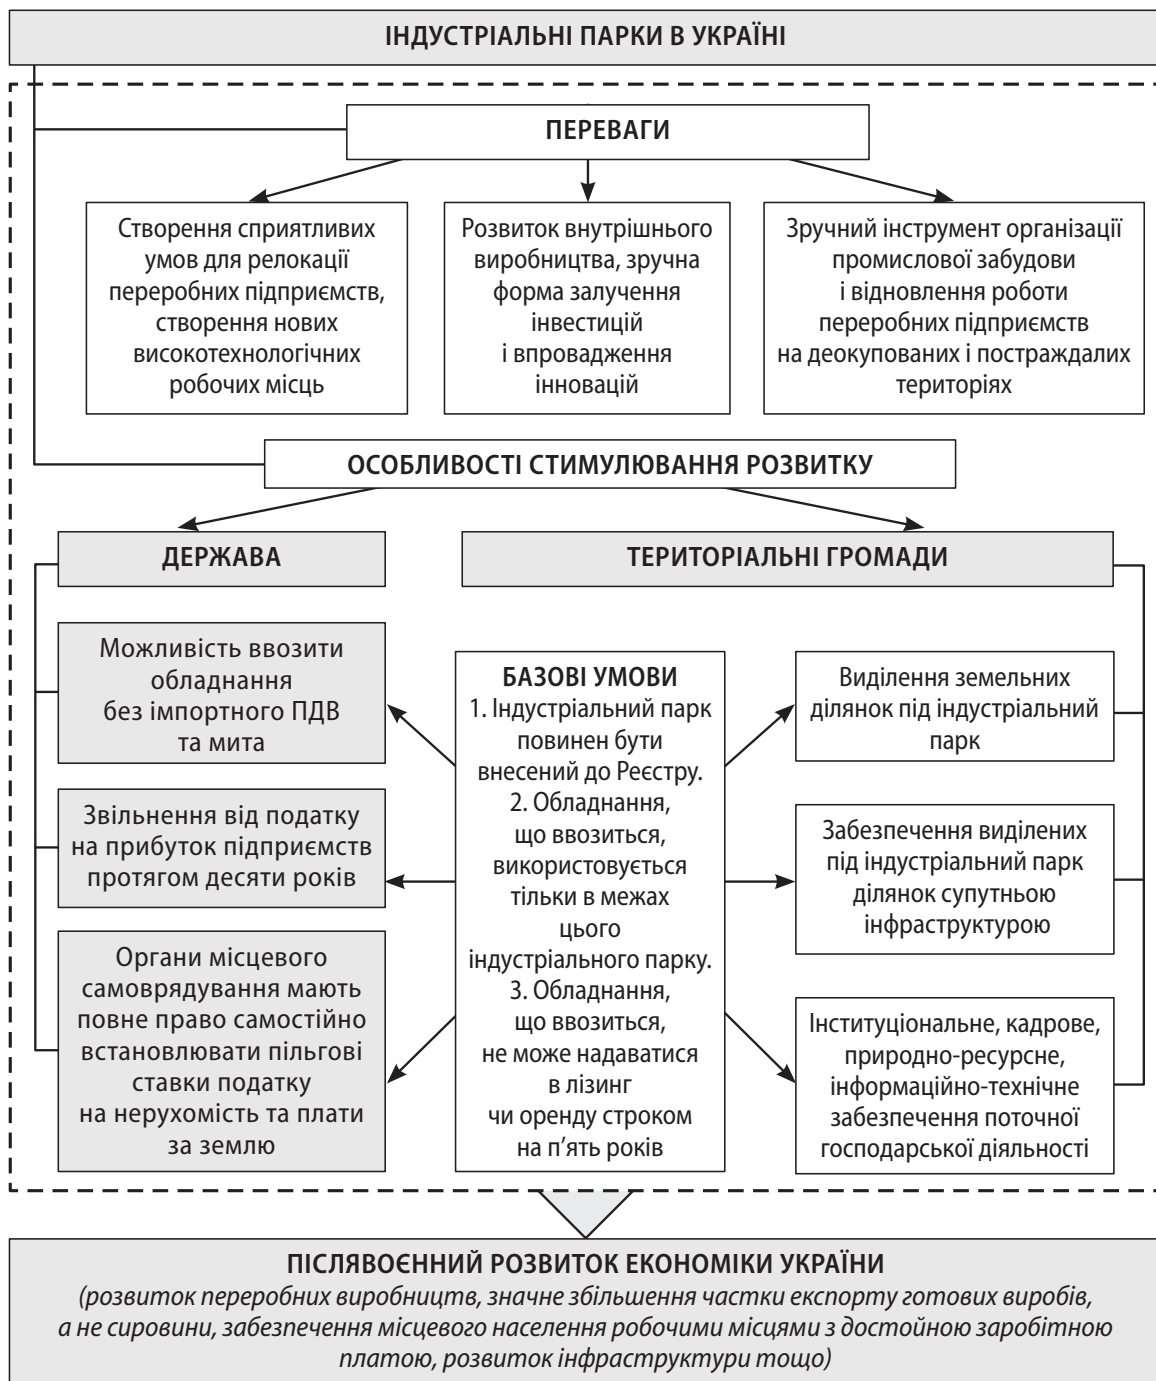 ІНДУСТРІАЛЬНІ ПАРКИ В УКРАЇНІ
ПЕРЕВАГИ
Створення сприятливих
умов для релокації
переробних підприємств,
створення нових
високотехнологічних
робочих місць
Розвиток внутрішнього
виробництва, зручна
форма залучення
інвестицій
і впровадження
інновацій
Зручний інструмент організації
промислової забудови
і відновлення роботи
переробних підприємств
на деокупованих і постраждалих
територіях
ОСОБЛИВОСТІ СТИМУЛЮВАННЯ РОЗВИТКУ
ДЕРЖАВА
Можливість ввозити
обладнання
без імпортного ПДВ
та мита
Звільнення від податку
на прибуток підприємств
протягом десяти років
Органи місцевого
самоврядування мають
повне право самостійно
встановлювати пільгові
ставки податку
на нерухомість та плати
за землю
БАЗОВІ УМОВИ
1. Індустріальний парк
повинен бути
внесений до Реєстру.
2. Обладнання,
що ввозиться,
використовується
тільки в межах
цього
індустріального парку.
3. Обладнання,
що ввозиться,
не може надаватися
в лізинг
чи оренду строком
на п’ять років
ТЕРИТОРІАЛЬНІ ГРОМАДИ
Виділення земельних
ділянок під індустріальний
парк
Забезпечення виділених
під індустріальний парк
ділянок супутньою
інфраструктурою
Інституціональне, кадрове,
природно-ресурсне,
інформаційно-технічне
забезпечення поточної
господарської діяльності
ПІСЛЯВОЄННИЙ РОЗВИТОК ЕКОНОМІКИ УКРАЇНИ
(розвиток переробних виробництв, значне збільшення частки експорту готових виробів,
а не сировини, забезпечення місцевого населення робочими місцями з достойною заробітною
платою, розвиток інфраструктури тощо)